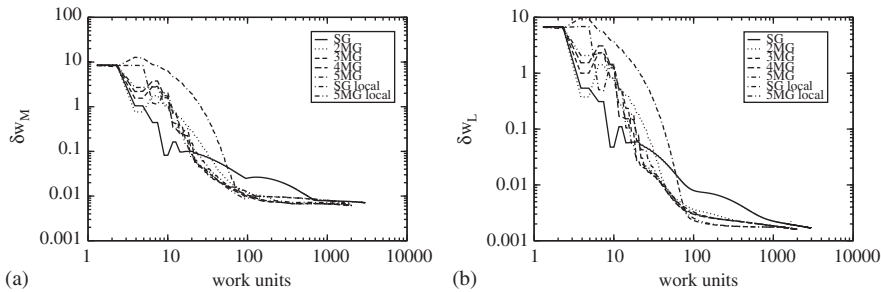 100
10
1
0.1
0.01
0.001
δw_M
1
10
100
1000
10000
work units
(a)
SG
2MG
3MG
4MG
5MG
SG local
5MG local
10
1
0.1
0.01
0.001
δw_L
1
10
100
1000
10000
work units
(b)
SG
2MG
3MG
4MG
5MG
SG local
5MG local